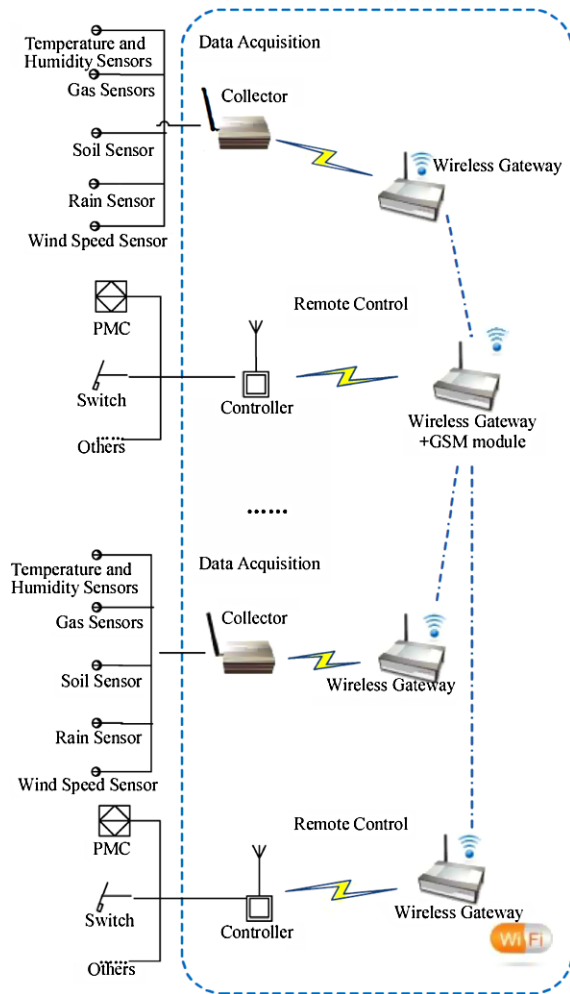 Temperature and
Humidity Sensors
Gas Sensors
Soil Sensor
Rain Sensor
Wind Speed Sensor
Data Acquisition
Collector
Wireless Gateway
PMC
Switch
Others
Remote Control
Controller
Wireless Gateway
+GSM module
......
Temperature and
Humidity Sensors
Gas Sensors
Soil Sensor
Rain Sensor
Wind Speed Sensor
Data Acquisition
Collector
Wireless Gateway
PMC
Switch
Others
Remote Control
Controller
Wireless Gateway
Wi Fi